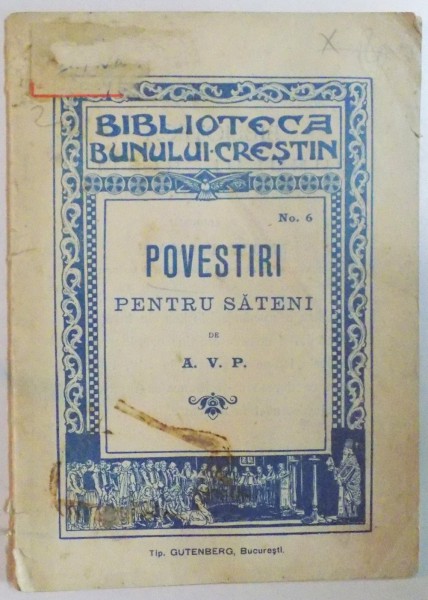 BIBLIOTECA
BUNULUI·CREȘTIN
No. 6
POVESTIRI
PENTRU SĂTENI
DE
A. V. P.
Tip. GUTENBERG, București.